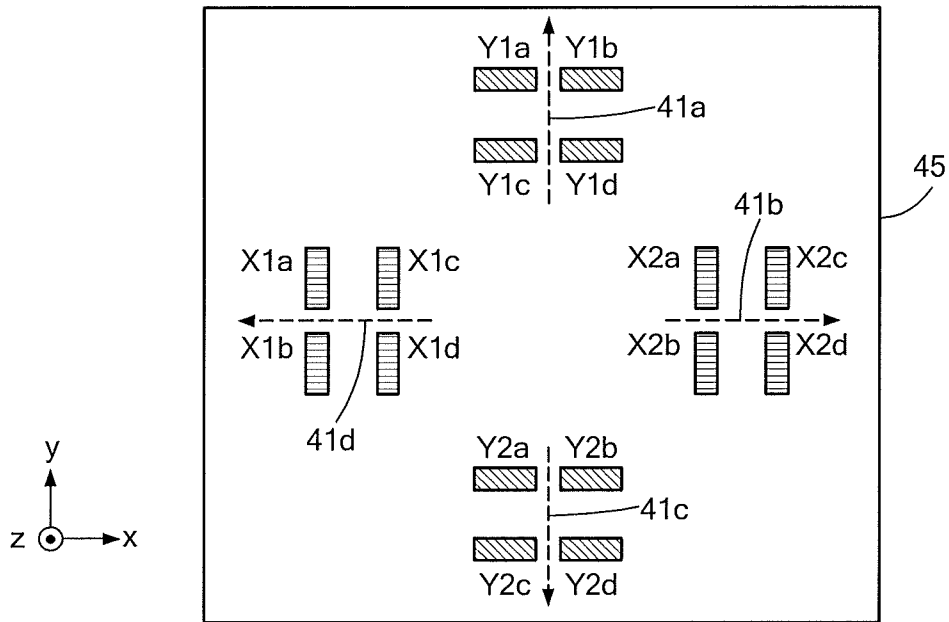 Y1a Y1b
41a
Y1c Y1d
45
41b
X1a X1c X2a X2c
X1b X1d X2b X2d
41d
Y2a Y2b
y
41c
z x
Y2c Y2d